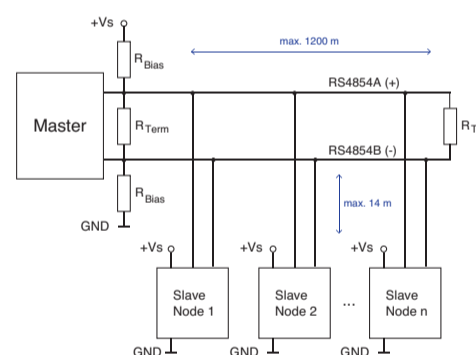 +Vs
max. 1200 m
RBias
RS4854A (+)
Master
RTerm
RT
RS4854B (-)
RBias
max. 14 m
GND
+Vs
+Vs
+Vs
Slave
Node 1
Slave
Node 2
...
Slave
Node n
GND
GND
GND